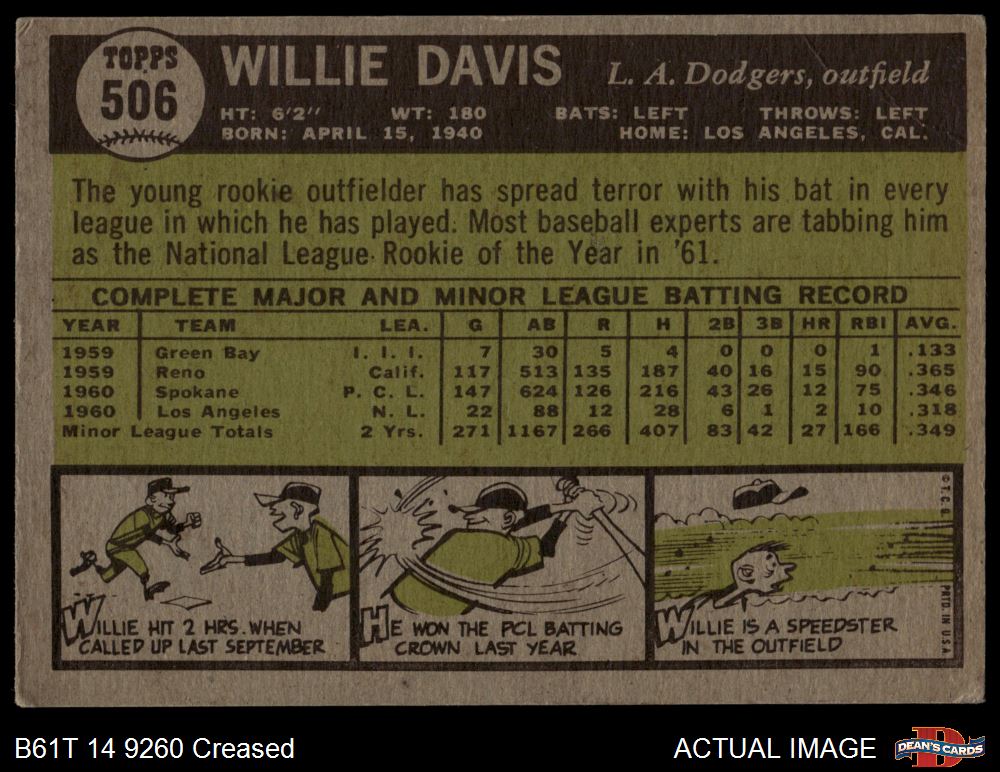 TOPPS
506
WILLIE DAVIS L. A. Dodgers, outfield
HT: 6'2" WT: 180 BATS: LEFT THROWS: LEFT
BORN: APRIL 15, 1940 HOME: LOS ANGELES, CAL.
The young rookie outfielder has spread terror with his bat in every
league in which he has played. Most baseball experts are tabbing him
as the National League Rookie of the Year in '61.
COMPLETE MAJOR AND MINOR LEAGUE BATTING RECORD
YEAR TEAM LEA. G AB R H 2B 3B HR RBI AVG.
1959 Green Bay I. I. I. 7 30 5 4 0 0 0 1 .133
1959 Reno Calif. 117 513 135 187 40 16 15 90 .365
1960 Spokane P. C. L. 147 624 126 216 43 26 12 75 .346
1960 Los Angeles N. L. 22 88 12 28 6 1 2 10 .318
Minor League Totals 2 Yrs. 271 1167 266 407 83 42 27 166 .349
WILLIE HIT 2 HRS. WHEN
CALLED UP LAST SEPTEMBER
HE WON THE PCL BATTING
CROWN LAST YEAR
WILLIE IS A SPEEDSTER
IN THE OUTFIELD
© T. C. G. PRTD. IN U.S.A.
B61T 14 9260 Creased ACTUAL IMAGE
DEAN'S CARDS